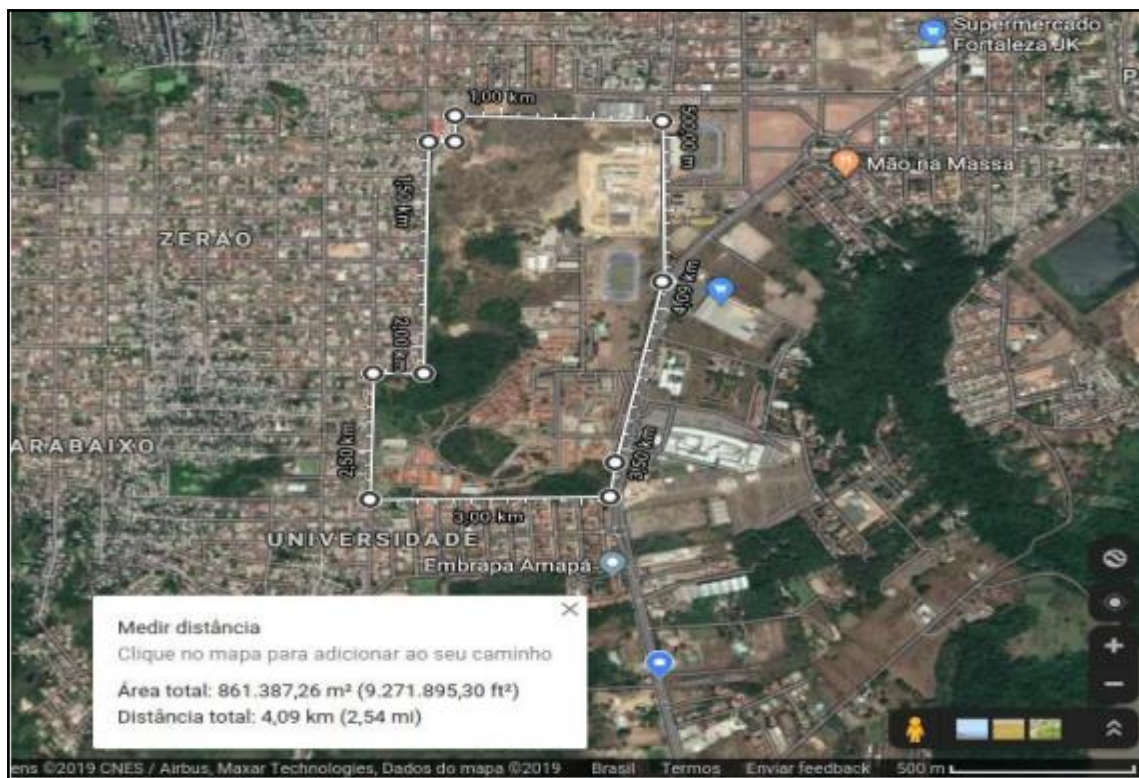 Supermercado
Fortaleza JK
P
1,00 km
500,00 m
Mão na Massa
1,50 km
ZERÃO
4,09 km
2,00 km
ARABAIXO
2,50 km
3,50 km
3,00 km
UNIVERSIDADE
Embrapa Amapá
Medir distância
Clique no mapa para adicionar ao seu caminho
Área total: 861.387,26 m² (9.271.895,30 ft²)
Distância total: 4,09 km (2,54 mi)
ens ©2019 CNES / Airbus, Maxar Technologies, Dados do mapa ©2019 Brasil Termos Enviar feedback 500 m